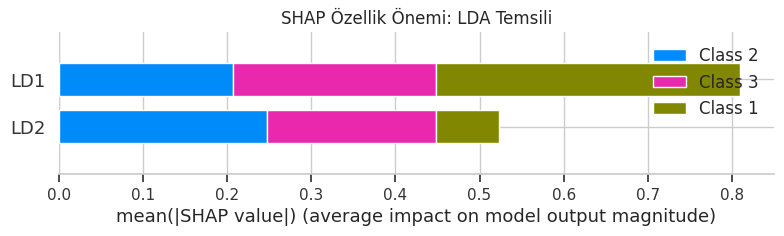 SHAP Özellik Önemi: LDA Temsili
Class 2
Class 3
Class 1
LD1
LD2
0.0 0.1 0.2 0.3 0.4 0.5 0.6 0.7 0.8
mean(|SHAP value|) (average impact on model output magnitude)